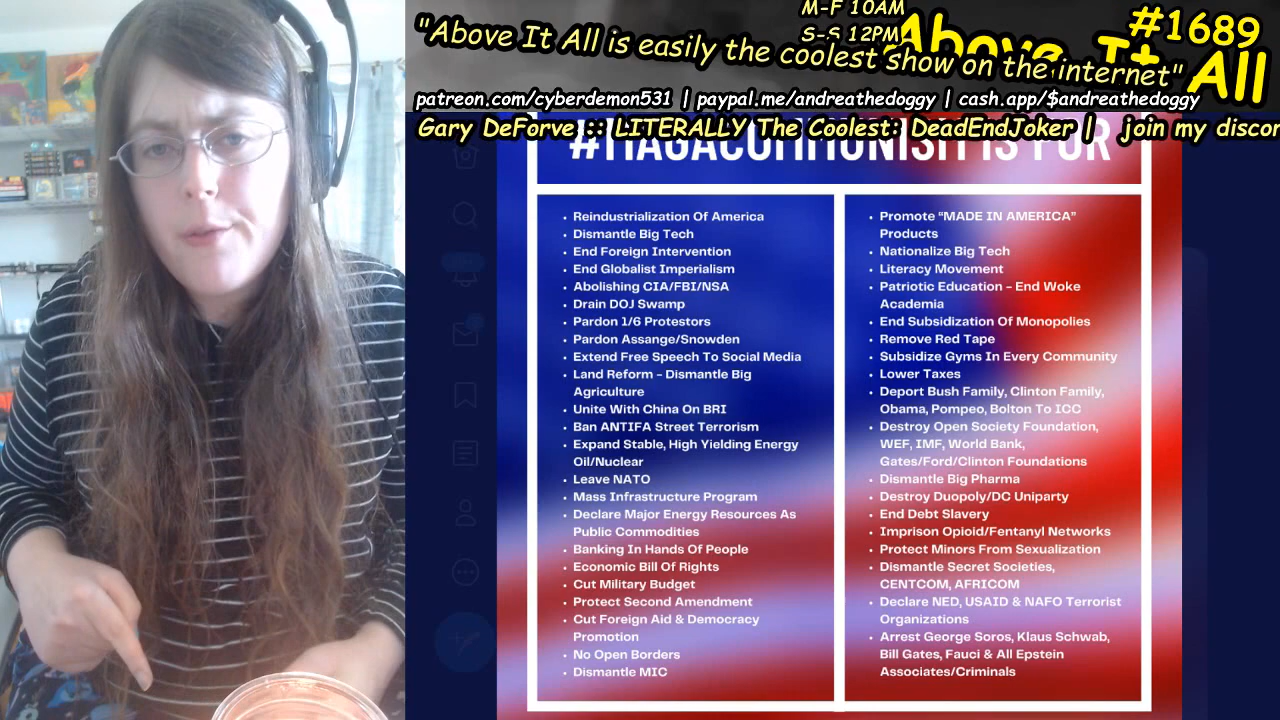 M-F 10AM
S-S 12PM
#1689
Above It All
"Above It All is easily the coolest show on the internet"
patreon.com/cyberdemon531 | paypal.me/andreathedoggy | cash.app/$andreathedoggy
Gary DeForve :: LITERALLY The Coolest: DeadEndJoker | join my discor
#MAGACOMMUNISM IS FOR
• Reindustrialization Of America
• Dismantle Big Tech
• End Foreign Intervention
• End Globalist Imperialism
• Abolishing CIA/FBI/NSA
• Drain DOJ Swamp
• Pardon 1/6 Protestors
• Pardon Assange/Snowden
• Extend Free Speech To Social Media
• Land Reform - Dismantle Big
Agriculture
• Unite With China On BRI
• Ban ANTIFA Street Terrorism
• Expand Stable, High Yielding Energy
Oil/Nuclear
• Leave NATO
• Mass Infrastructure Program
• Declare Major Energy Resources As
Public Commodities
• Banking In Hands Of People
• Economic Bill Of Rights
• Cut Military Budget
• Protect Second Amendment
• Cut Foreign Aid & Democracy
Promotion
• No Open Borders
• Dismantle MIC
• Promote “MADE IN AMERICA”
Products
• Nationalize Big Tech
• Literacy Movement
• Patriotic Education - End Woke
Academia
• End Subsidization Of Monopolies
• Remove Red Tape
• Subsidize Gyms In Every Community
• Lower Taxes
• Deport Bush Family, Clinton Family,
Obama, Pompeo, Bolton To ICC
• Destroy Open Society Foundation,
WEF, IMF, World Bank,
Gates/Ford/Clinton Foundations
• Dismantle Big Pharma
• Destroy Duopoly/DC Uniparty
• End Debt Slavery
• Imprison Opioid/Fentanyl Networks
• Protect Minors From Sexualization
• Dismantle Secret Societies,
CENTCOM, AFRICOM
• Declare NED, USAID & NAFO Terrorist
Organizations
• Arrest George Soros, Klaus Schwab,
Bill Gates, Fauci & All Epstein
Associates/Criminals